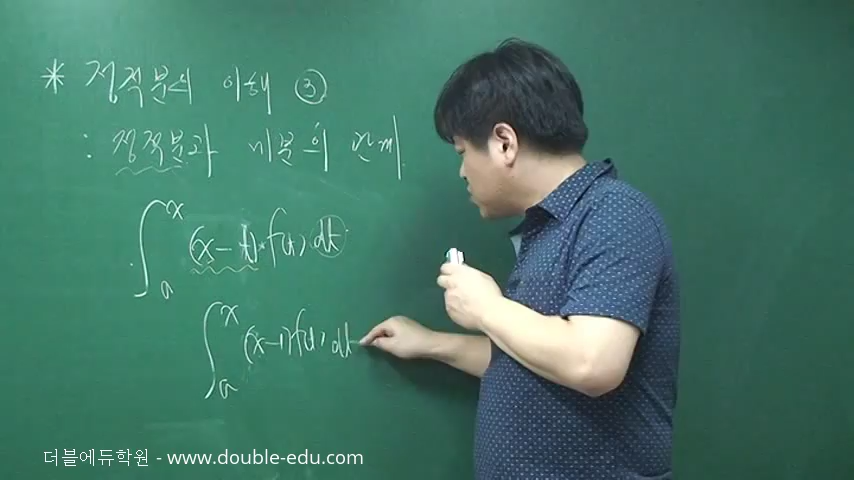 * 정적분의 이해 ③
: 정적분과 미분의 관계.
∫ₐˣ (x-t)·f(t) dt
∫ₐˣ (x-1)f(t) dt
더블에듀학원 - www.double-edu.com